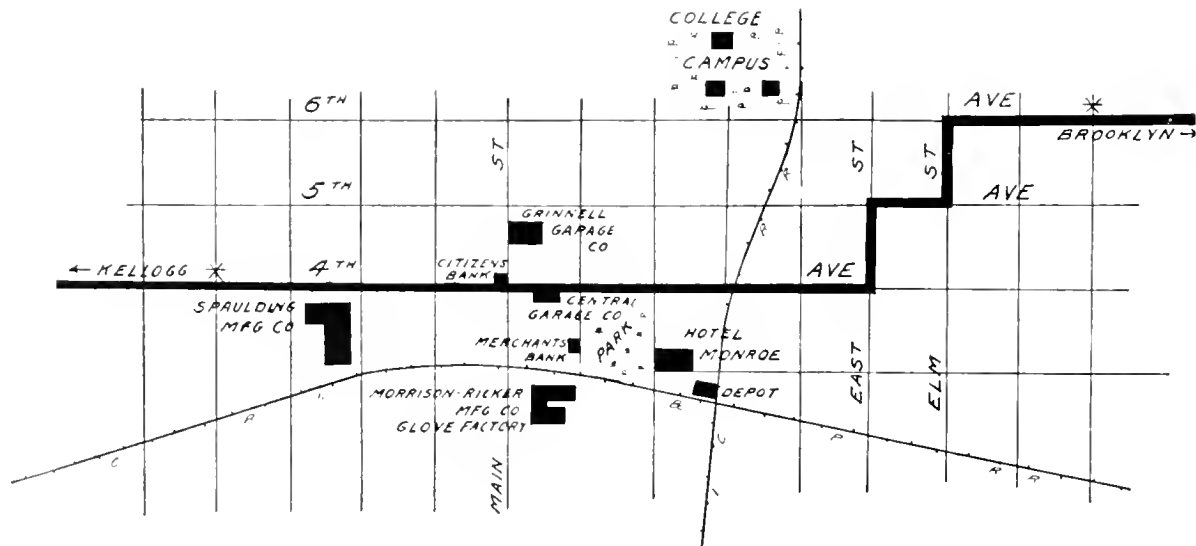 COLLEGE
CAMPUS
6TH
AVE
BROOKLYN →
ST
ST
ST
5TH
AVE
GRINNELL
GARAGE
CO
← KELLOGG
4TH
CITIZENS
BANK
AVE
SPAULDING
MFG CO
CENTRAL
GARAGE CO
PARK
HOTEL
MONROE
MERCHANTS
BANK
EAST
ELM
MORRISON-RICKER
MFG CO
GLOVE FACTORY
DEPOT
MAIN
C R I
P
R R